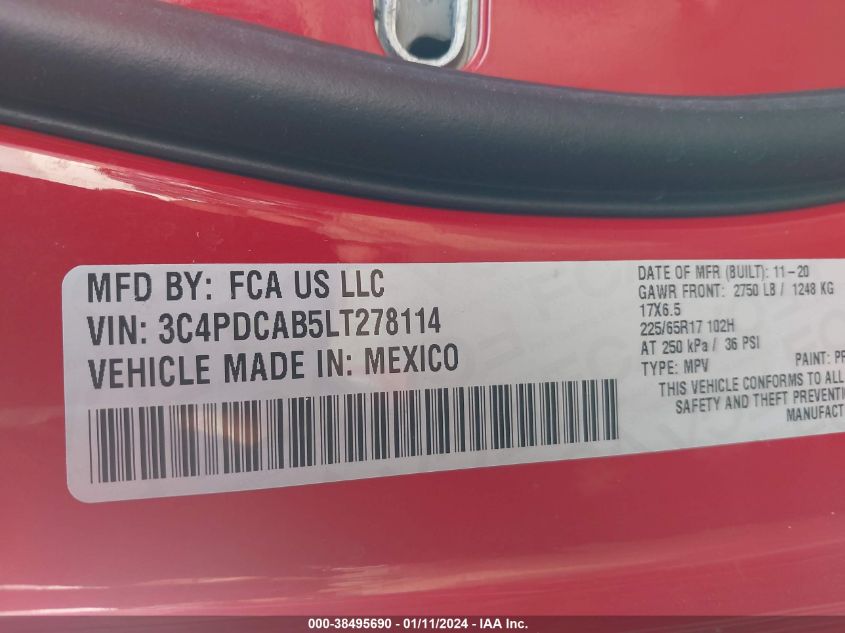 MFD BY: FCA US LLC
VIN: 3C4PDCAB5LT278114
VEHICLE MADE IN: MEXICO
DATE OF MFR (BUILT): 11-20
GAWR FRONT: 2750 LB / 1248 KG
17X6.5
225/65R17 102H
AT 250 kPa / 36 PSI
TYPE: MPV
PAINT: PR
THIS VEHICLE CONFORMS TO ALL
SAFETY AND THEFT PREVENTIO
MANUFACT
000-38495690 - 01/11/2024 - IAA Inc.